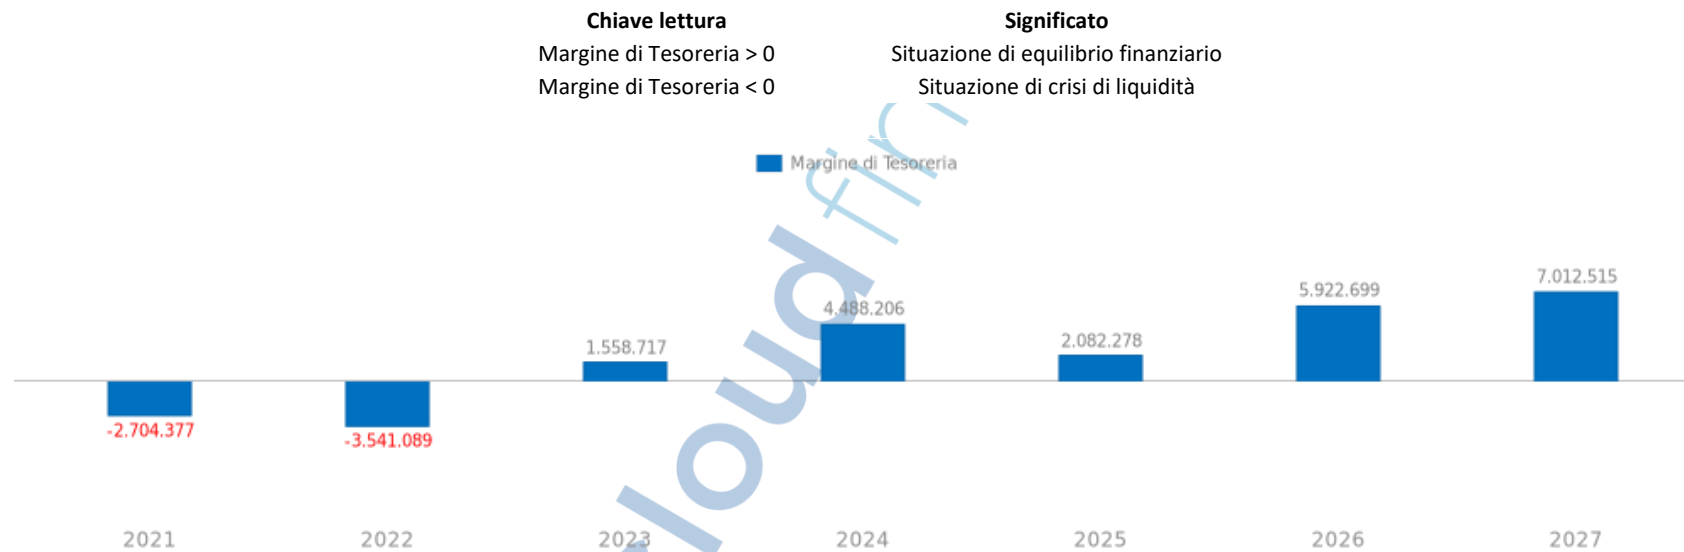 Chiave lettura Significato
Margine di Tesoreria > 0 Situazione di equilibrio finanziario
Margine di Tesoreria < 0 Situazione di crisi di liquidità
Margine di Tesoreria
7.012.515
5.922.699
4.488.206
2.082.278
1.558.717
-2.704.377
-3.541.089
2021 2022 2023 2024 2025 2026 2027
loud